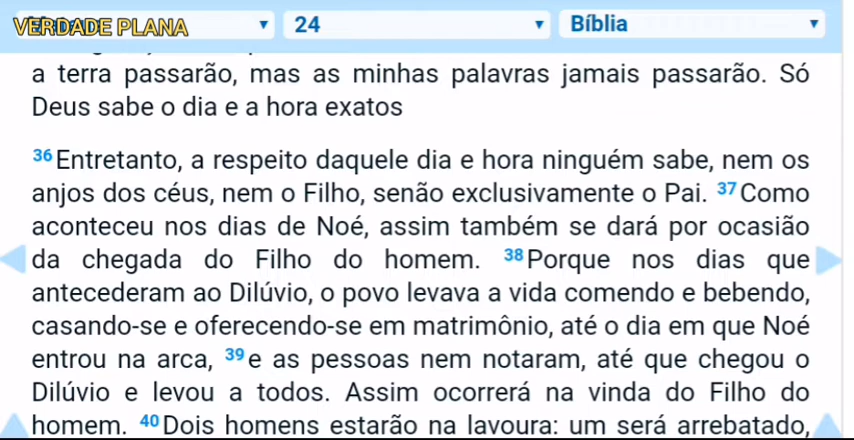 VERDADE PLANA
24
Bíblia
a terra passarão, mas as minhas palavras jamais passarão. Só
Deus sabe o dia e a hora exatos
36 Entretanto, a respeito daquele dia e hora ninguém sabe, nem os
anjos dos céus, nem o Filho, senão exclusivamente o Pai. 37 Como
aconteceu nos dias de Noé, assim também se dará por ocasião
da chegada do Filho do homem. 38 Porque nos dias que
antecederam ao Dilúvio, o povo levava a vida comendo e bebendo,
casando-se e oferecendo-se em matrimônio, até o dia em que Noé
entrou na arca, 39 e as pessoas nem notaram, até que chegou o
Dilúvio e levou a todos. Assim ocorrerá na vinda do Filho do
homem. 40 Dois homens estarão na lavoura: um será arrebatado,